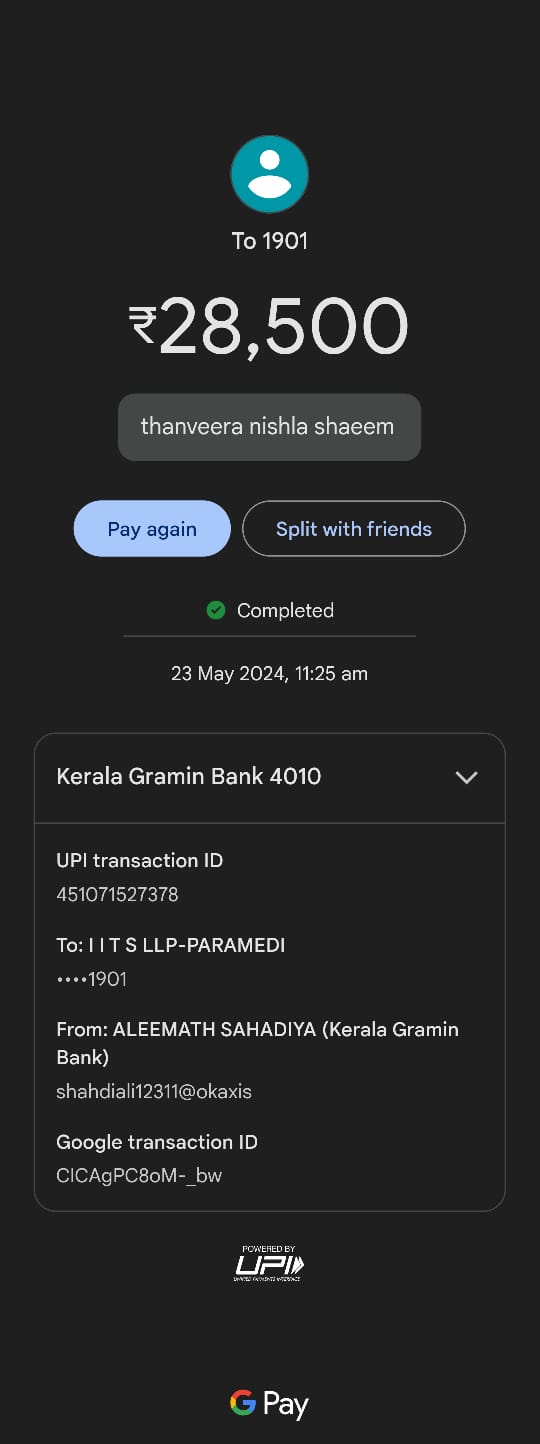 To 1901
₹28,500
thanveera nishla shaeem
Pay again
Split with friends
Completed
23 May 2024, 11:25 am
Kerala Gramin Bank 4010
UPI transaction ID
451071527378
To: I I T S LLP-PARAMEDI
••••1901
From: ALEEMATH SAHADIYA (Kerala Gramin
Bank)
shahdiali12311@okaxis
Google transaction ID
CICAgPC8oM-_bw
POWERED BY
UPI
UNIFIED PAYMENTS INTERFACE
G Pay